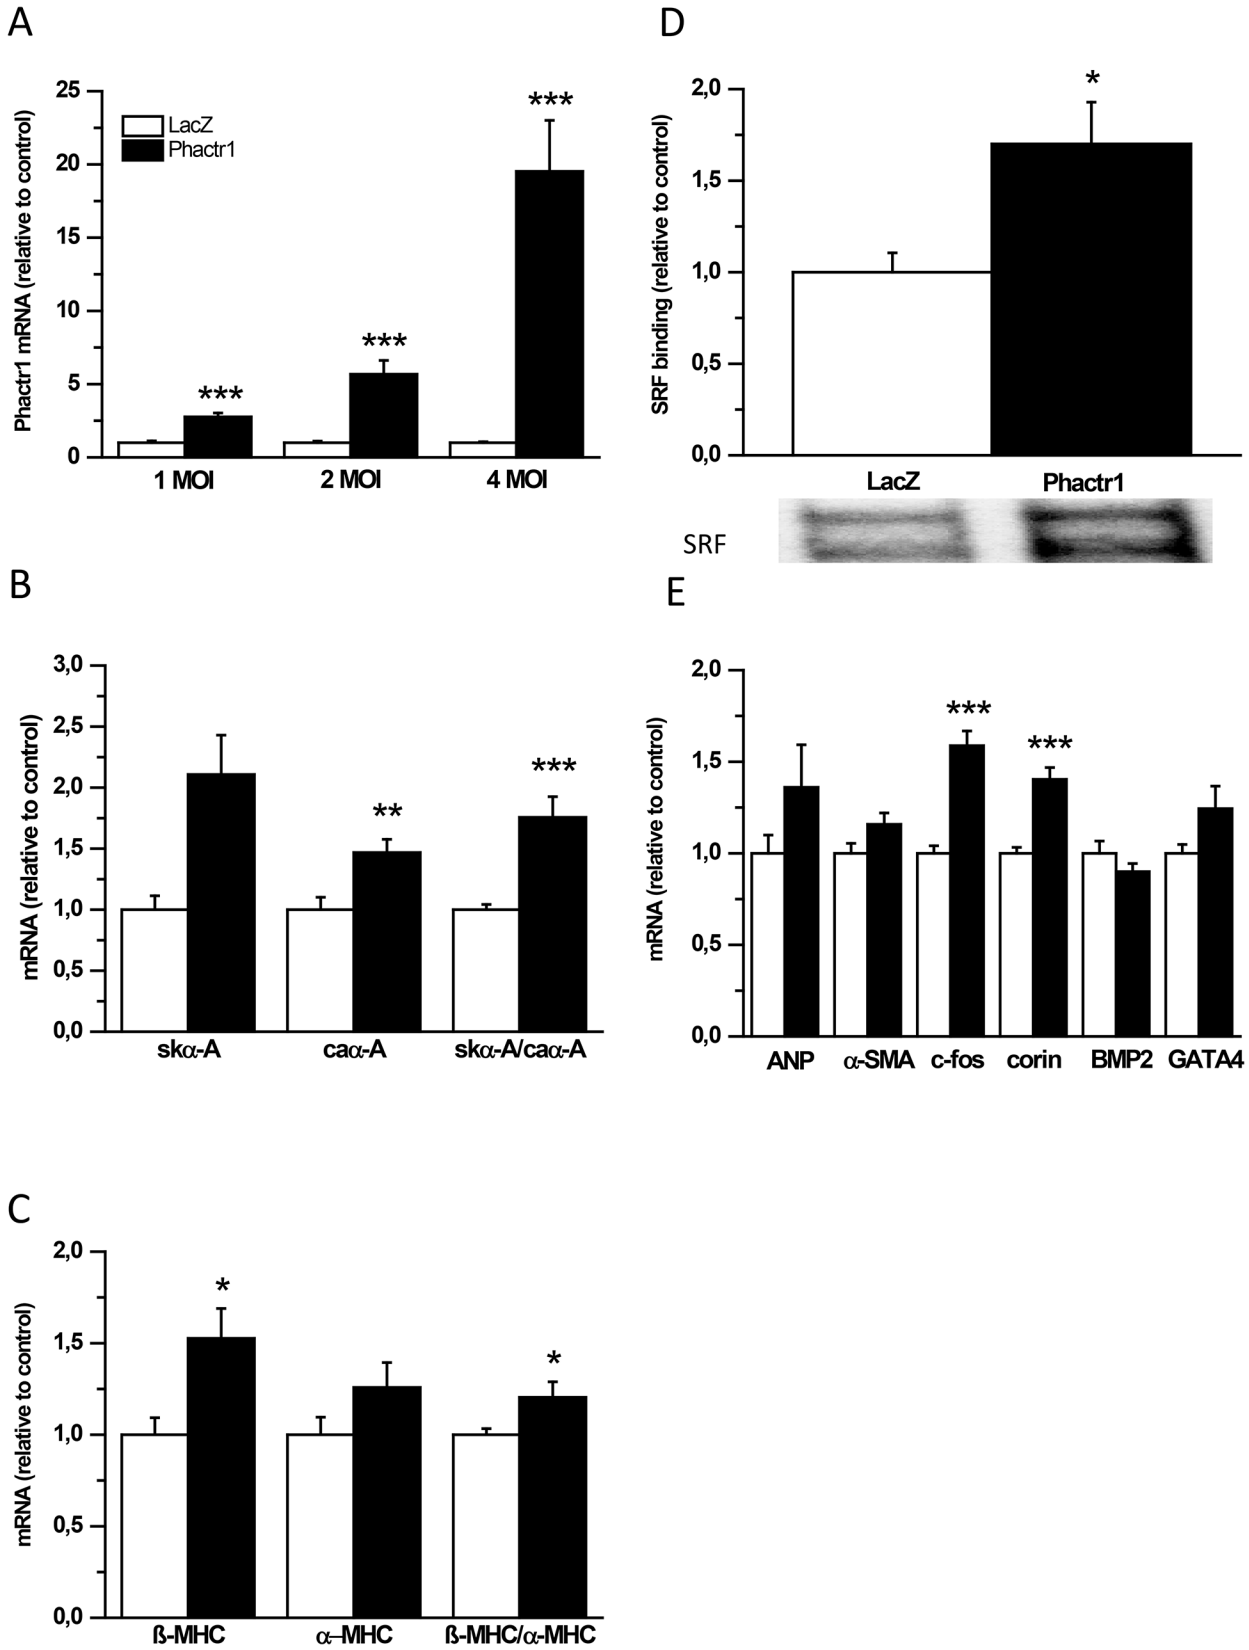 A
Phactr1 mRNA (relative to control)
25
20
15
10
5
0
LacZ
Phactr1
***
***
***
1 MOI 2 MOI 4 MOI
D
SRF binding (relative to control)
2,0
1,5
1,0
0,5
0,0
*
LacZ Phactr1
SRF
B
mRNA (relative to control)
3,0
2,5
2,0
1,5
1,0
0,5
0,0
**
***
skα-A caα-A skα-A/caα-A
E
mRNA (relative to control)
2,0
1,5
1,0
0,5
0,0
***
***
ANP α-SMA c-fos corin BMP2 GATA4
C
mRNA (relative to control)
2,0
1,5
1,0
0,5
0,0
*
*
ß-MHC α–MHC ß-MHC/α-MHC